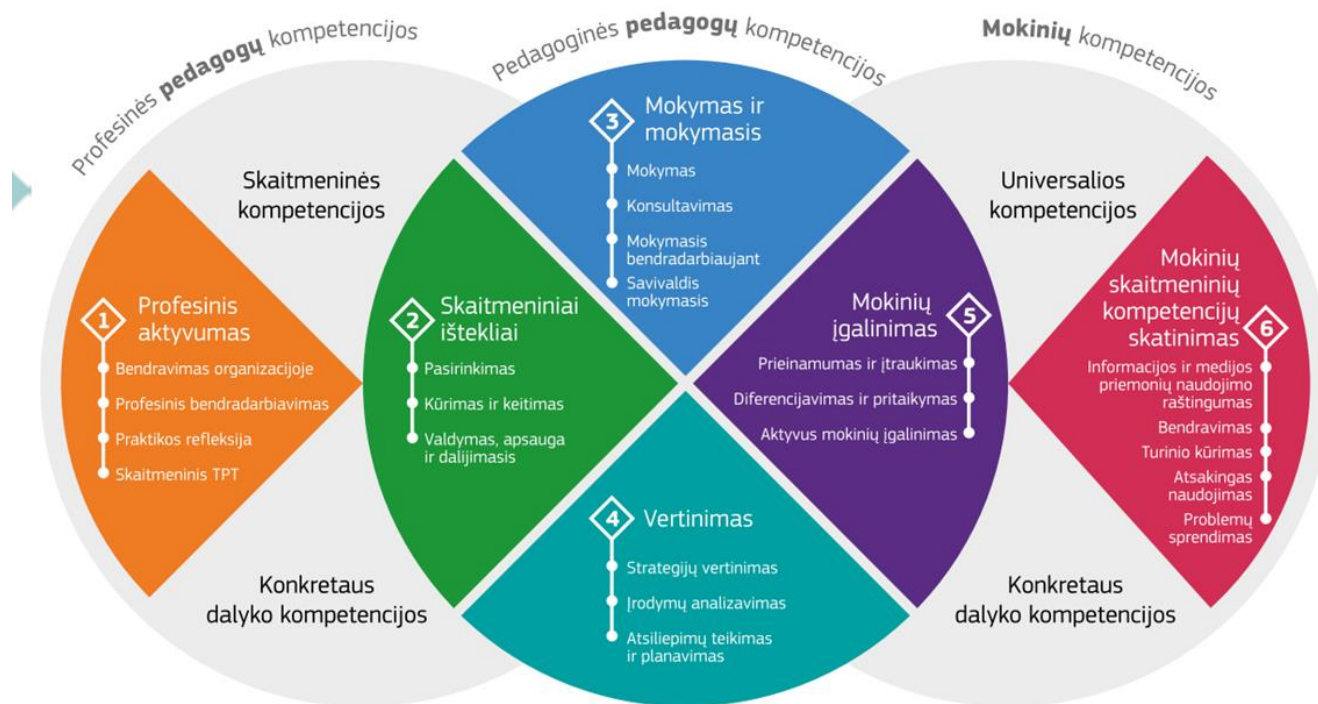 Profesinės pedagogų kompetencijos
Pedagoginės pedagogų kompetencijos
Mokinių kompetencijos
Skaitmeninės
kompetencijos
Konkretaus
dalyko kompetencijos
1
Profesinis
aktyvumas
Bendravimas organizacijoje
Profesinis bendradarbiavimas
Praktikos refleksija
Skaitmeninis TPT
2
Skaitmeniniai
ištekliai
Pasirinkimas
Kūrimas ir keitimas
Valdymas, apsauga
ir dalijimasis
3
Mokymas ir
mokymasis
Mokymas
Konsultavimas
Mokymasis
bendradarbiaujant
Savivaldis
mokymasis
4
Vertinimas
Strategijų vertinimas
Įrodymų analizavimas
Atsiliepimų teikimas
ir planavimas
5
Mokinių
įgalinimas
Prieinamumas ir įtraukimas
Diferencijavimas ir pritaikymas
Aktyvus mokinių įgalinimas
Universalios
kompetencijos
Konkretaus
dalyko kompetencijos
6
Mokinių
skaitmeninių
kompetencijų
skatinimas
Informacijos ir medijos
priemonių naudojimo
raštingumas
Bendravimas
Turinio kūrimas
Atsakingas
naudojimas
Problemų
sprendimas